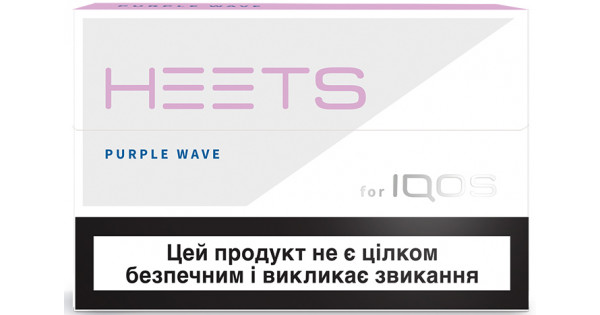 PURPLE WAVE
HEETS
PURPLE WAVE
for IQOS
Цей продукт не є цілком
безпечним і викликає звикання